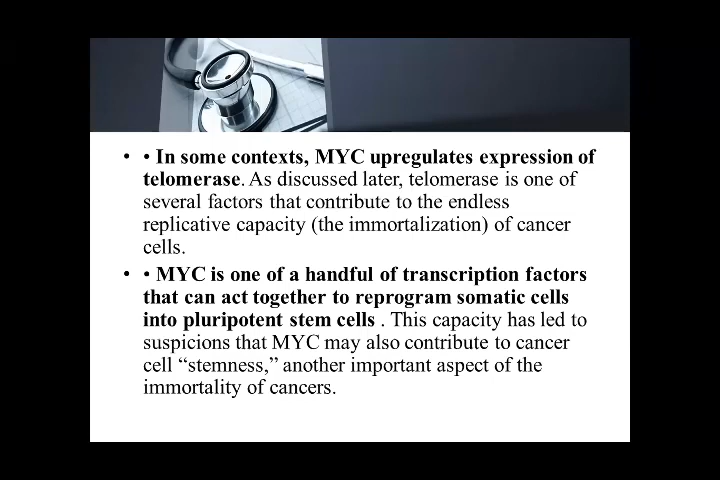 • • In some contexts, MYC upregulates expression of
telomerase. As discussed later, telomerase is one of
several factors that contribute to the endless
replicative capacity (the immortalization) of cancer
cells.
• • MYC is one of a handful of transcription factors
that can act together to reprogram somatic cells
into pluripotent stem cells . This capacity has led to
suspicions that MYC may also contribute to cancer
cell “stemness,” another important aspect of the
immortality of cancers.